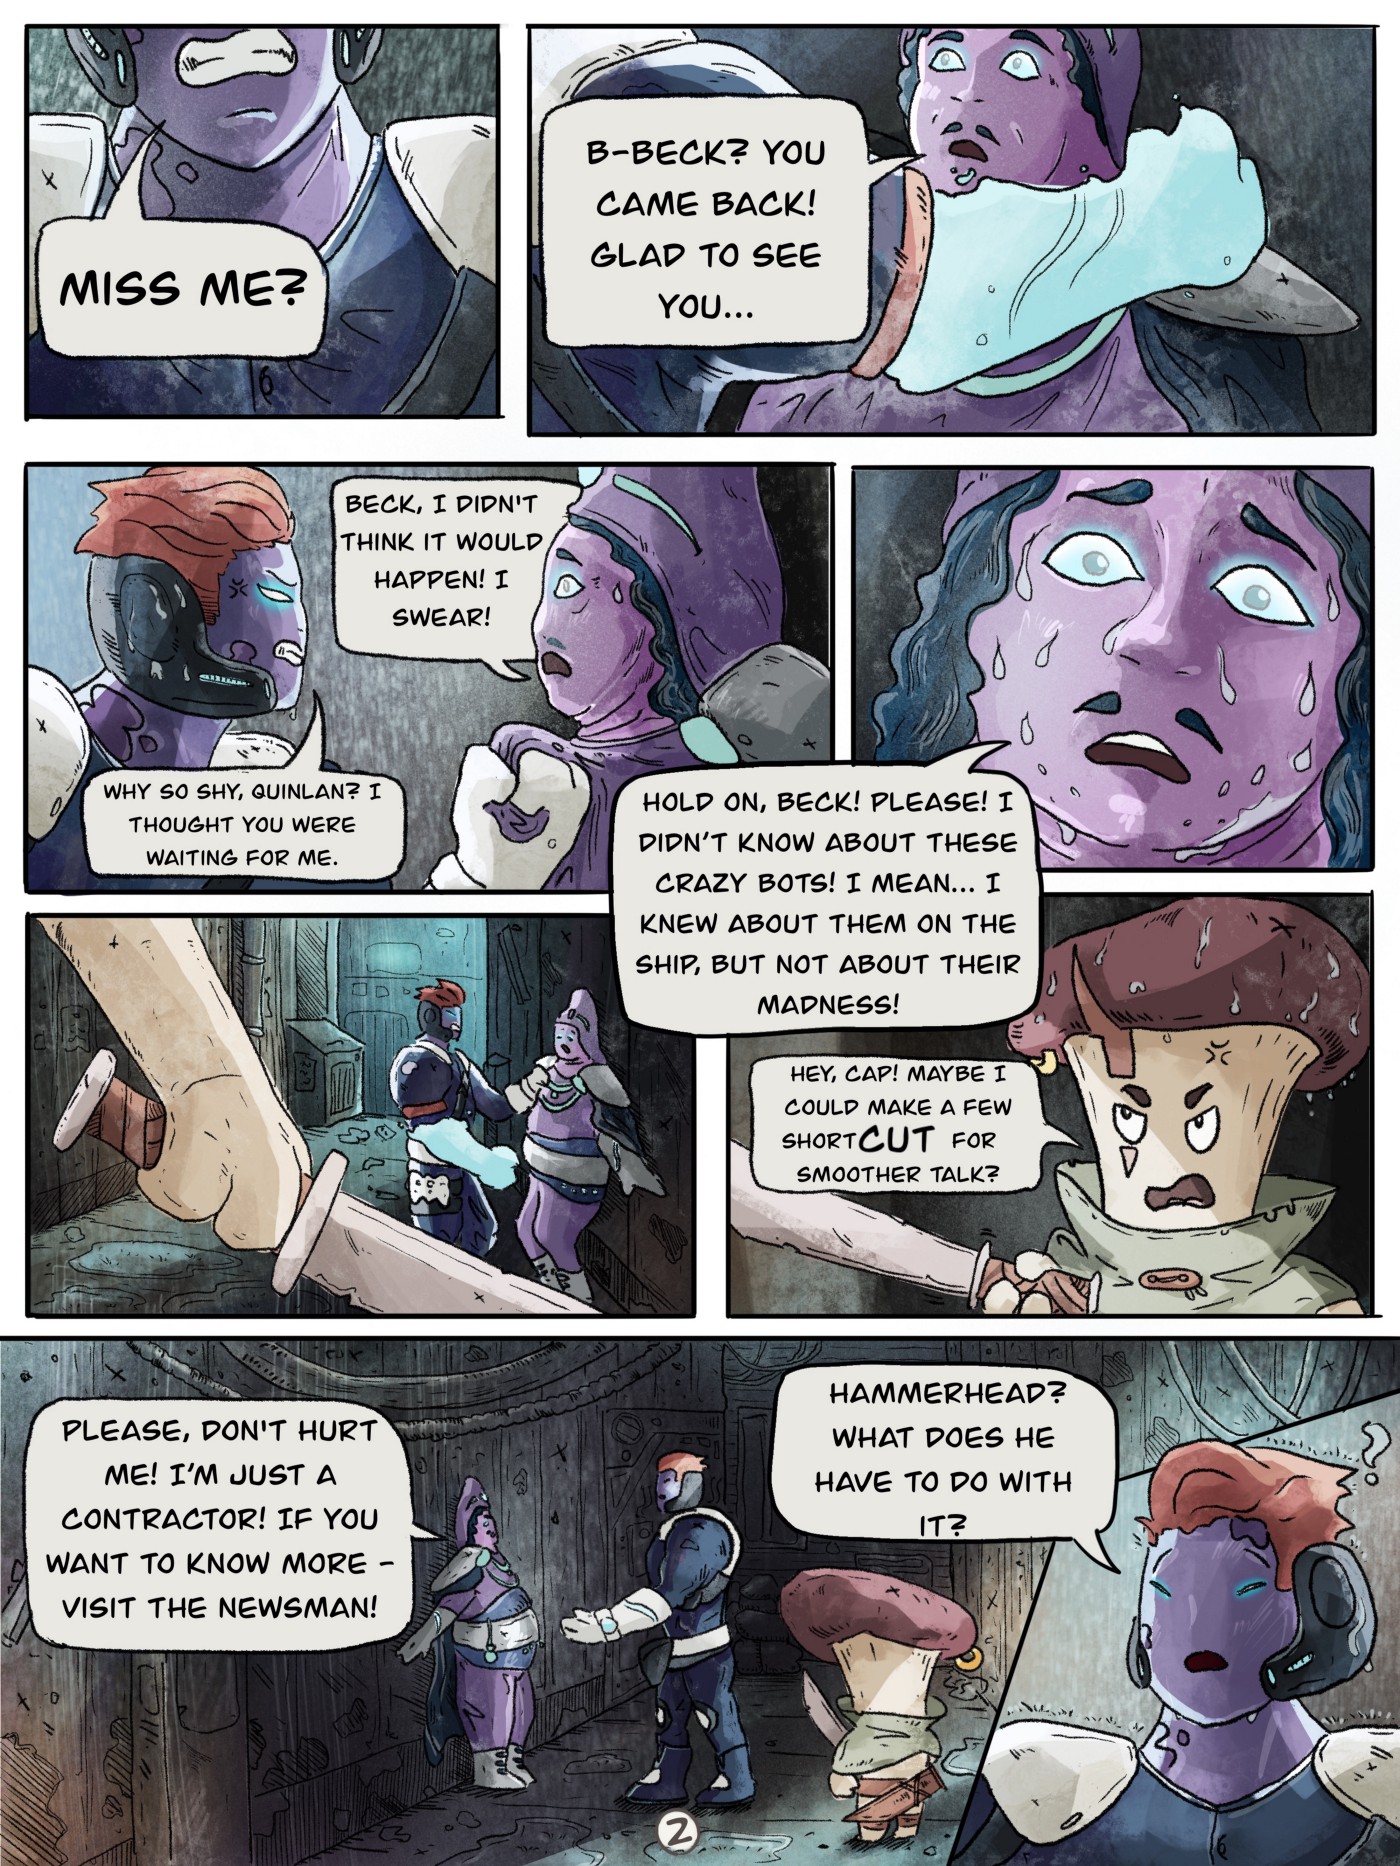 MISS ME?
B-BECK? YOU
CAME BACK!
GLAD TO SEE
YOU...
BECK, I DIDN'T
THINK IT WOULD
HAPPEN! I
SWEAR!
WHY SO SHY, QUINLAN? I
THOUGHT YOU WERE
WAITING FOR ME.
HOLD ON, BECK! PLEASE! I
DIDN'T KNOW ABOUT THESE
CRAZY BOTS! I MEAN... I
KNEW ABOUT THEM ON THE
SHIP, BUT NOT ABOUT THEIR
MADNESS!
HEY, CAP! MAYBE I
COULD MAKE A FEW
SHORTCUT FOR
SMOOTHER TALK?
PLEASE, DON'T HURT
ME! I'M JUST A
CONTRACTOR! IF YOU
WANT TO KNOW MORE -
VISIT THE NEWSMAN!
HAMMERHEAD?
WHAT DOES HE
HAVE TO DO WITH
IT?
?
2